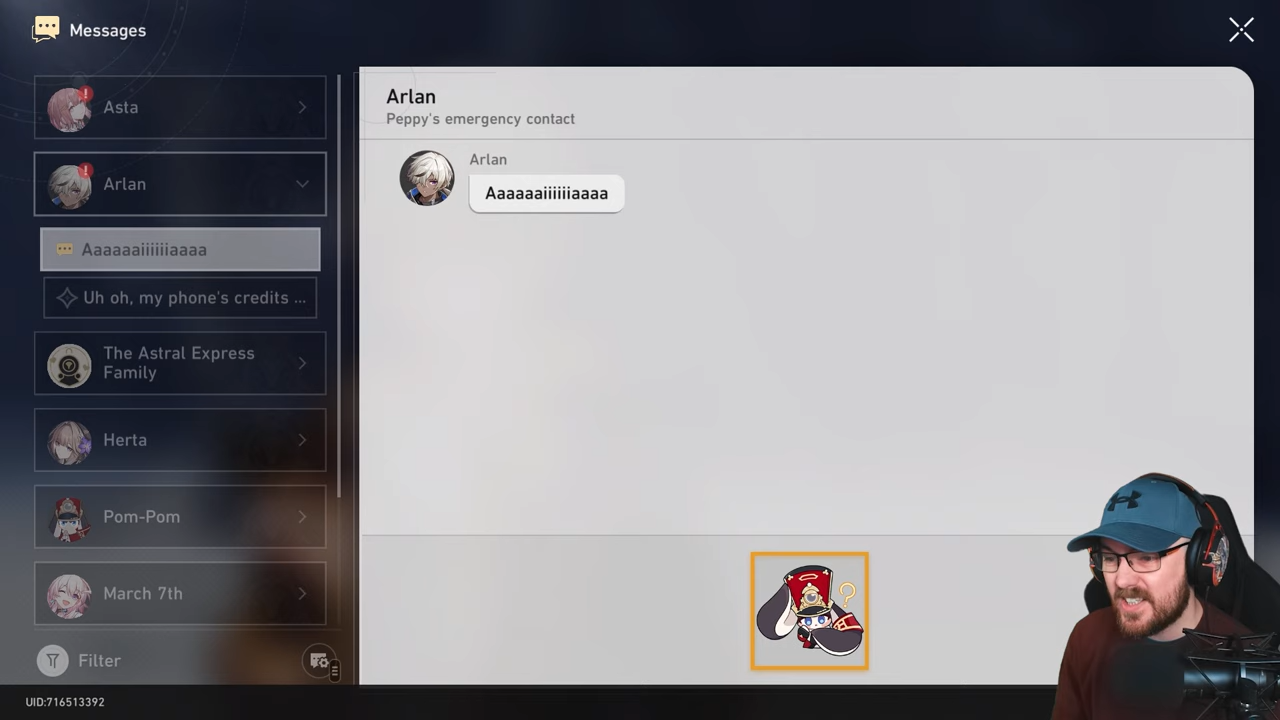 Messages
Asta
Arlan
Aaaaaaiiiiiiaaaa
Uh oh, my phone's credits ...
The Astral Express
Family
Herta
Pom-Pom
March 7th
Filter
UID:716513392
Arlan
Peppy's emergency contact
Arlan
Aaaaaaiiiiiiaaaa